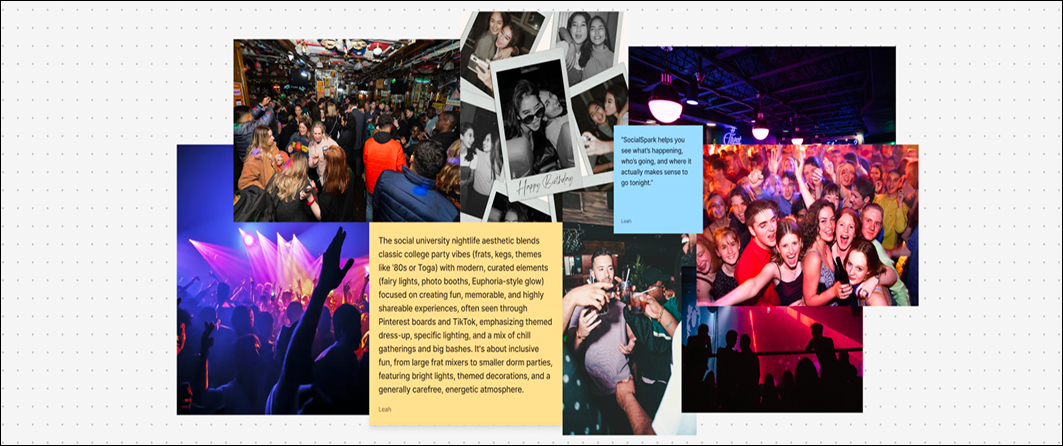 Happy Birthday
"SocialSpark helps you
see what's happening,
who's going, and where it
actually makes sense to
go tonight."
Leah
The social university nightlife aesthetic blends
classic college party vibes (frats, kegs, themes
like '80s or Toga) with modern, curated elements
(fairy lights, photo booths, Euphoria-style glow)
focused on creating fun, memorable, and highly
shareable experiences, often seen through
Pinterest boards and TikTok, emphasizing themed
dress-up, specific lighting, and a mix of chill
gatherings and big bashes. It's about inclusive
fun, from large frat mixers to smaller dorm parties,
featuring bright lights, themed decorations, and a
generally carefree, energetic atmosphere.
Leah